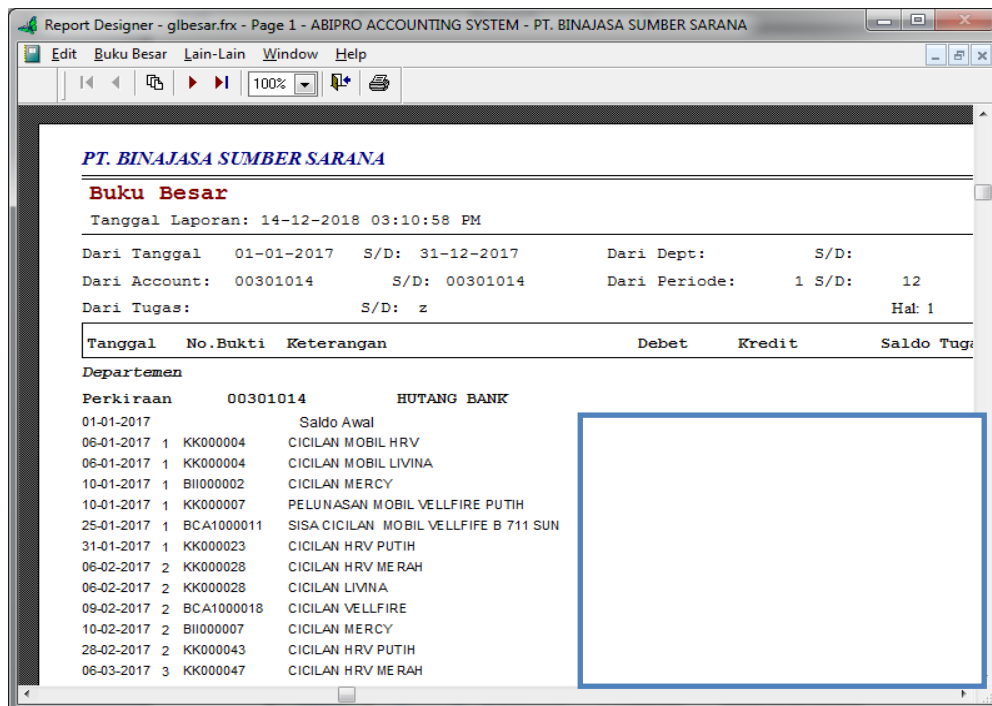 Report Designer - glbesar.frx - Page 1 - ABIPRO ACCOUNTING SYSTEM - PT. BINAJASA SUMBER SARANA
Edit Buku Besar Lain-Lain Window Help
100%
PT. BINAJASA SUMBER SARANA
Buku Besar
Tanggal Laporan: 14-12-2018 03:10:58 PM
Dari Tanggal 01-01-2017 S/D: 31-12-2017 Dari Dept: S/D:
Dari Account: 00301014 S/D: 00301014 Dari Periode: 1 S/D: 12
Dari Tugas: S/D: z Hal: 1
Tanggal No.Bukti Keterangan Debet Kredit Saldo Tuga
Departemen
Perkiraan 00301014 HUTANG BANK
01-01-2017 Saldo Awal
06-01-2017 1 KK000004 CICILAN MOBIL HRV
06-01-2017 1 KK000004 CICILAN MOBIL LIVINA
10-01-2017 1 BII000002 CICILAN MERCY
10-01-2017 1 KK000007 PELUNASAN MOBIL VELLFIRE PUTIH
25-01-2017 1 BCA1000011 SISA CICILAN MOBIL VELLFIFE B 711 SUN
31-01-2017 1 KK000023 CICILAN HRV PUTIH
06-02-2017 2 KK000028 CICILAN HRV MERAH
06-02-2017 2 KK000028 CICILAN LIVINA
09-02-2017 2 BCA1000018 CICILAN VELLFIRE
10-02-2017 2 BII000007 CICILAN MERCY
28-02-2017 2 KK000043 CICILAN HRV PUTIH
06-03-2017 3 KK000047 CICILAN HRV MERAH